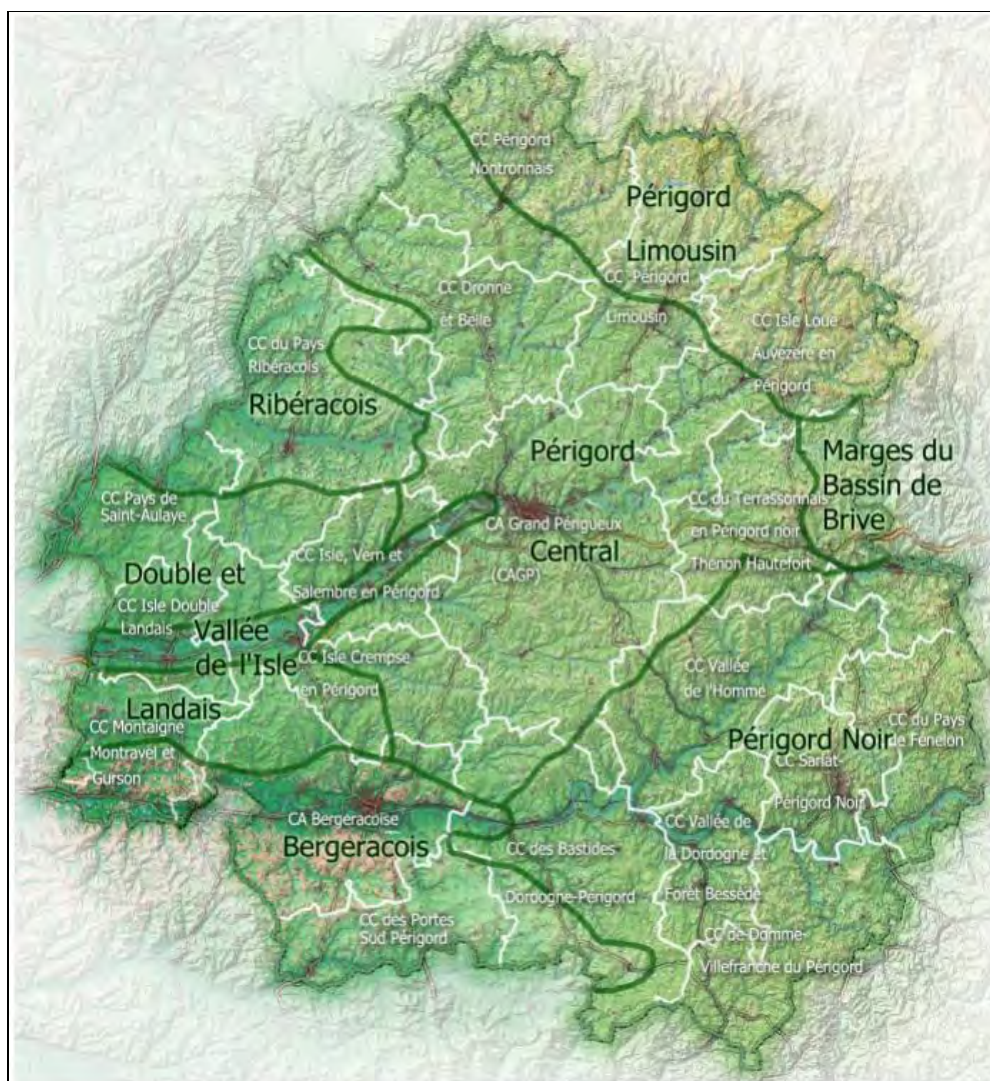 CC Périgord
Nontronnais
Périgord
Limousin
CC Périgord
Limousin
CC Dronne
et Belle
CC Isle Loue
Auvezère en
Périgord
CC du Pays
Ribéracois
Ribéracois
Périgord
Central
Marges du
Bassin de
Brive
CC Pays de
Saint-Aulaye
CA Grand Périgueux
(CAGP)
CC du Terrassonnais
en Périgord noir
Thenon Hautefort
CC Isle, Vern et
Salembre en Périgord
Double et
Landais
CC Isle Double
Landais
Vallée
de l'Isle
CC Isle Crempse
en Périgord
CC Vallée
de l'Homme
CC Montaigne
Montravel et
Gurson
Périgord Noir
CC du Pays
de Fénelon
CC Sarlat-
Périgord Noir
CA Bergeracoise
Bergeracois
CC des Bastides
Dordogne-Périgord
CC Vallée de
la Dordogne et
Forêt Bessède
CC des Portes
Sud Périgord
CC de Domme-
Villefranche du Périgord